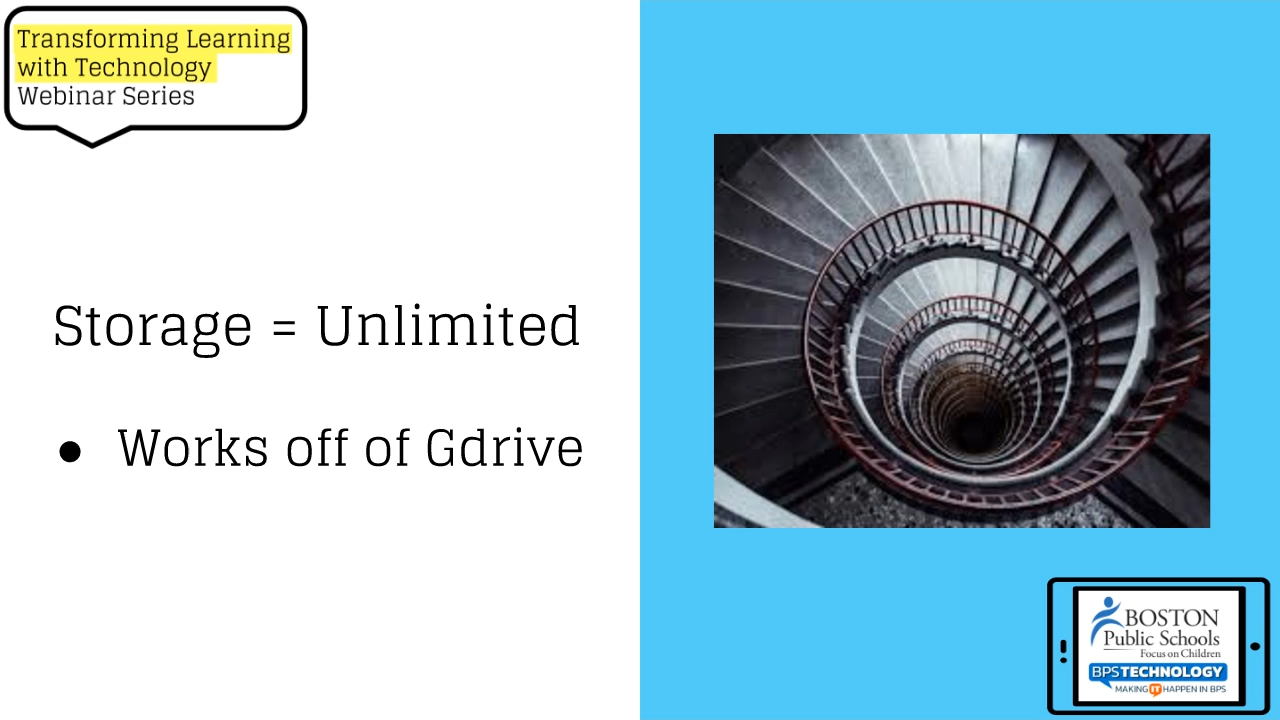 Transforming Learning
with Technology
Webinar Series
Storage = Unlimited
● Works off of Gdrive
BOSTON
Public Schools
Focus on Children
BPSTECHNOLOGY
MAKING IT HAPPEN IN BPS